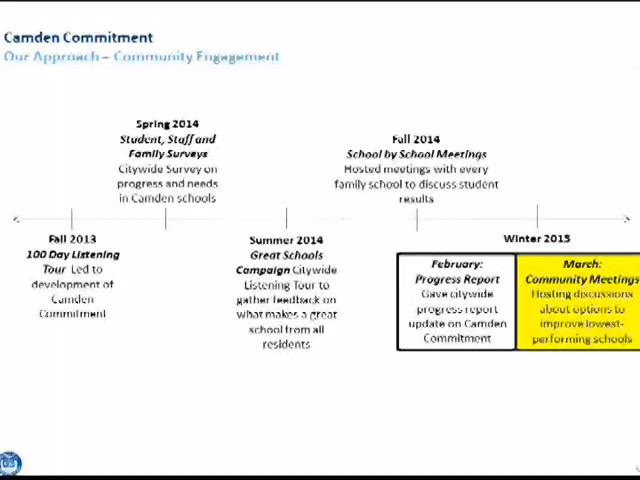 Camden Commitment
Our Approach – Community Engagement
Spring 2014
Student, Staff and
Family Surveys
Citywide Survey on
progress and needs
in Camden schools
Fall 2014
School by School Meetings
Hosted meetings with every
family school to discuss student
results
Fall 2013
100 Day Listening
Tour Led to
development of
Camden
Commitment
Summer 2014
Great Schools
Campaign Citywide
Listening Tour to
gather feedback on
what makes a great
school from all
residents
Winter 2015
February:
Progress Report
Gave citywide
progress report
update on Camden
Commitment
March:
Community Meetings
Hosting discussions
about options to
improve lowest-
performing schools